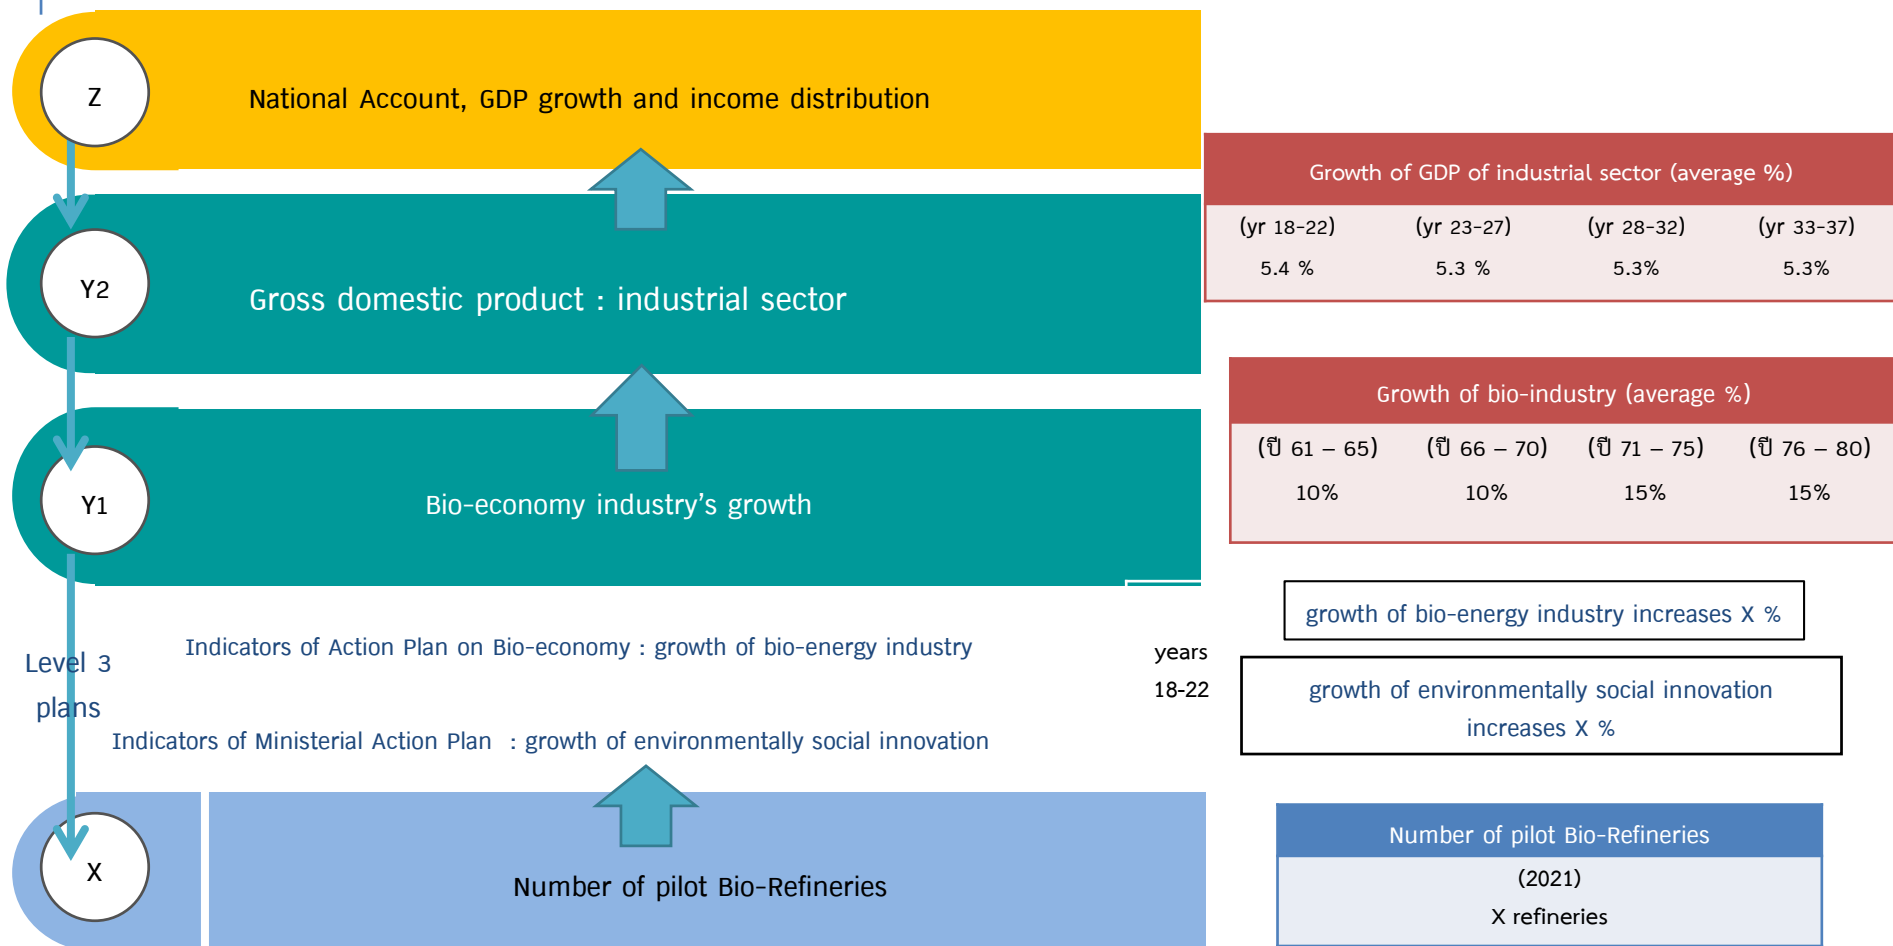 Z
National Account, GDP growth and income distribution
Growth of GDP of industrial sector (average %)
(yr 18-22) (yr 23-27) (yr 28-32) (yr 33-37)
5.4 % 5.3 % 5.3% 5.3%
Y2
Gross domestic product : industrial sector
Growth of bio-industry (average %)
(ปี 61 – 65) (ปี 66 – 70) (ปี 71 – 75) (ปี 76 – 80)
10% 10% 15% 15%
Y1
Bio-economy industry’s growth
growth of bio-energy industry increases X %
Indicators of Action Plan on Bio-economy : growth of bio-energy industry
Level 3
plans
years
18-22
growth of environmentally social innovation
increases X %
Indicators of Ministerial Action Plan : growth of environmentally social innovation
X
Number of pilot Bio-Refineries
Number of pilot Bio-Refineries
(2021)
X refineries